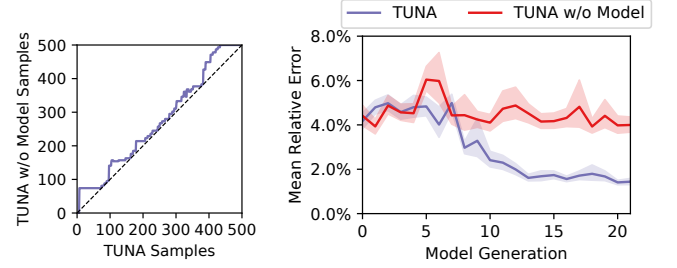 TUNA
TUNA w/o Model
TUNA w/o Model Samples
500
400
300
200
100
0
0 100 200 300 400 500
TUNA Samples
Mean Relative Error
8.0%
6.0%
4.0%
2.0%
0.0%
0 5 10 15 20
Model Generation